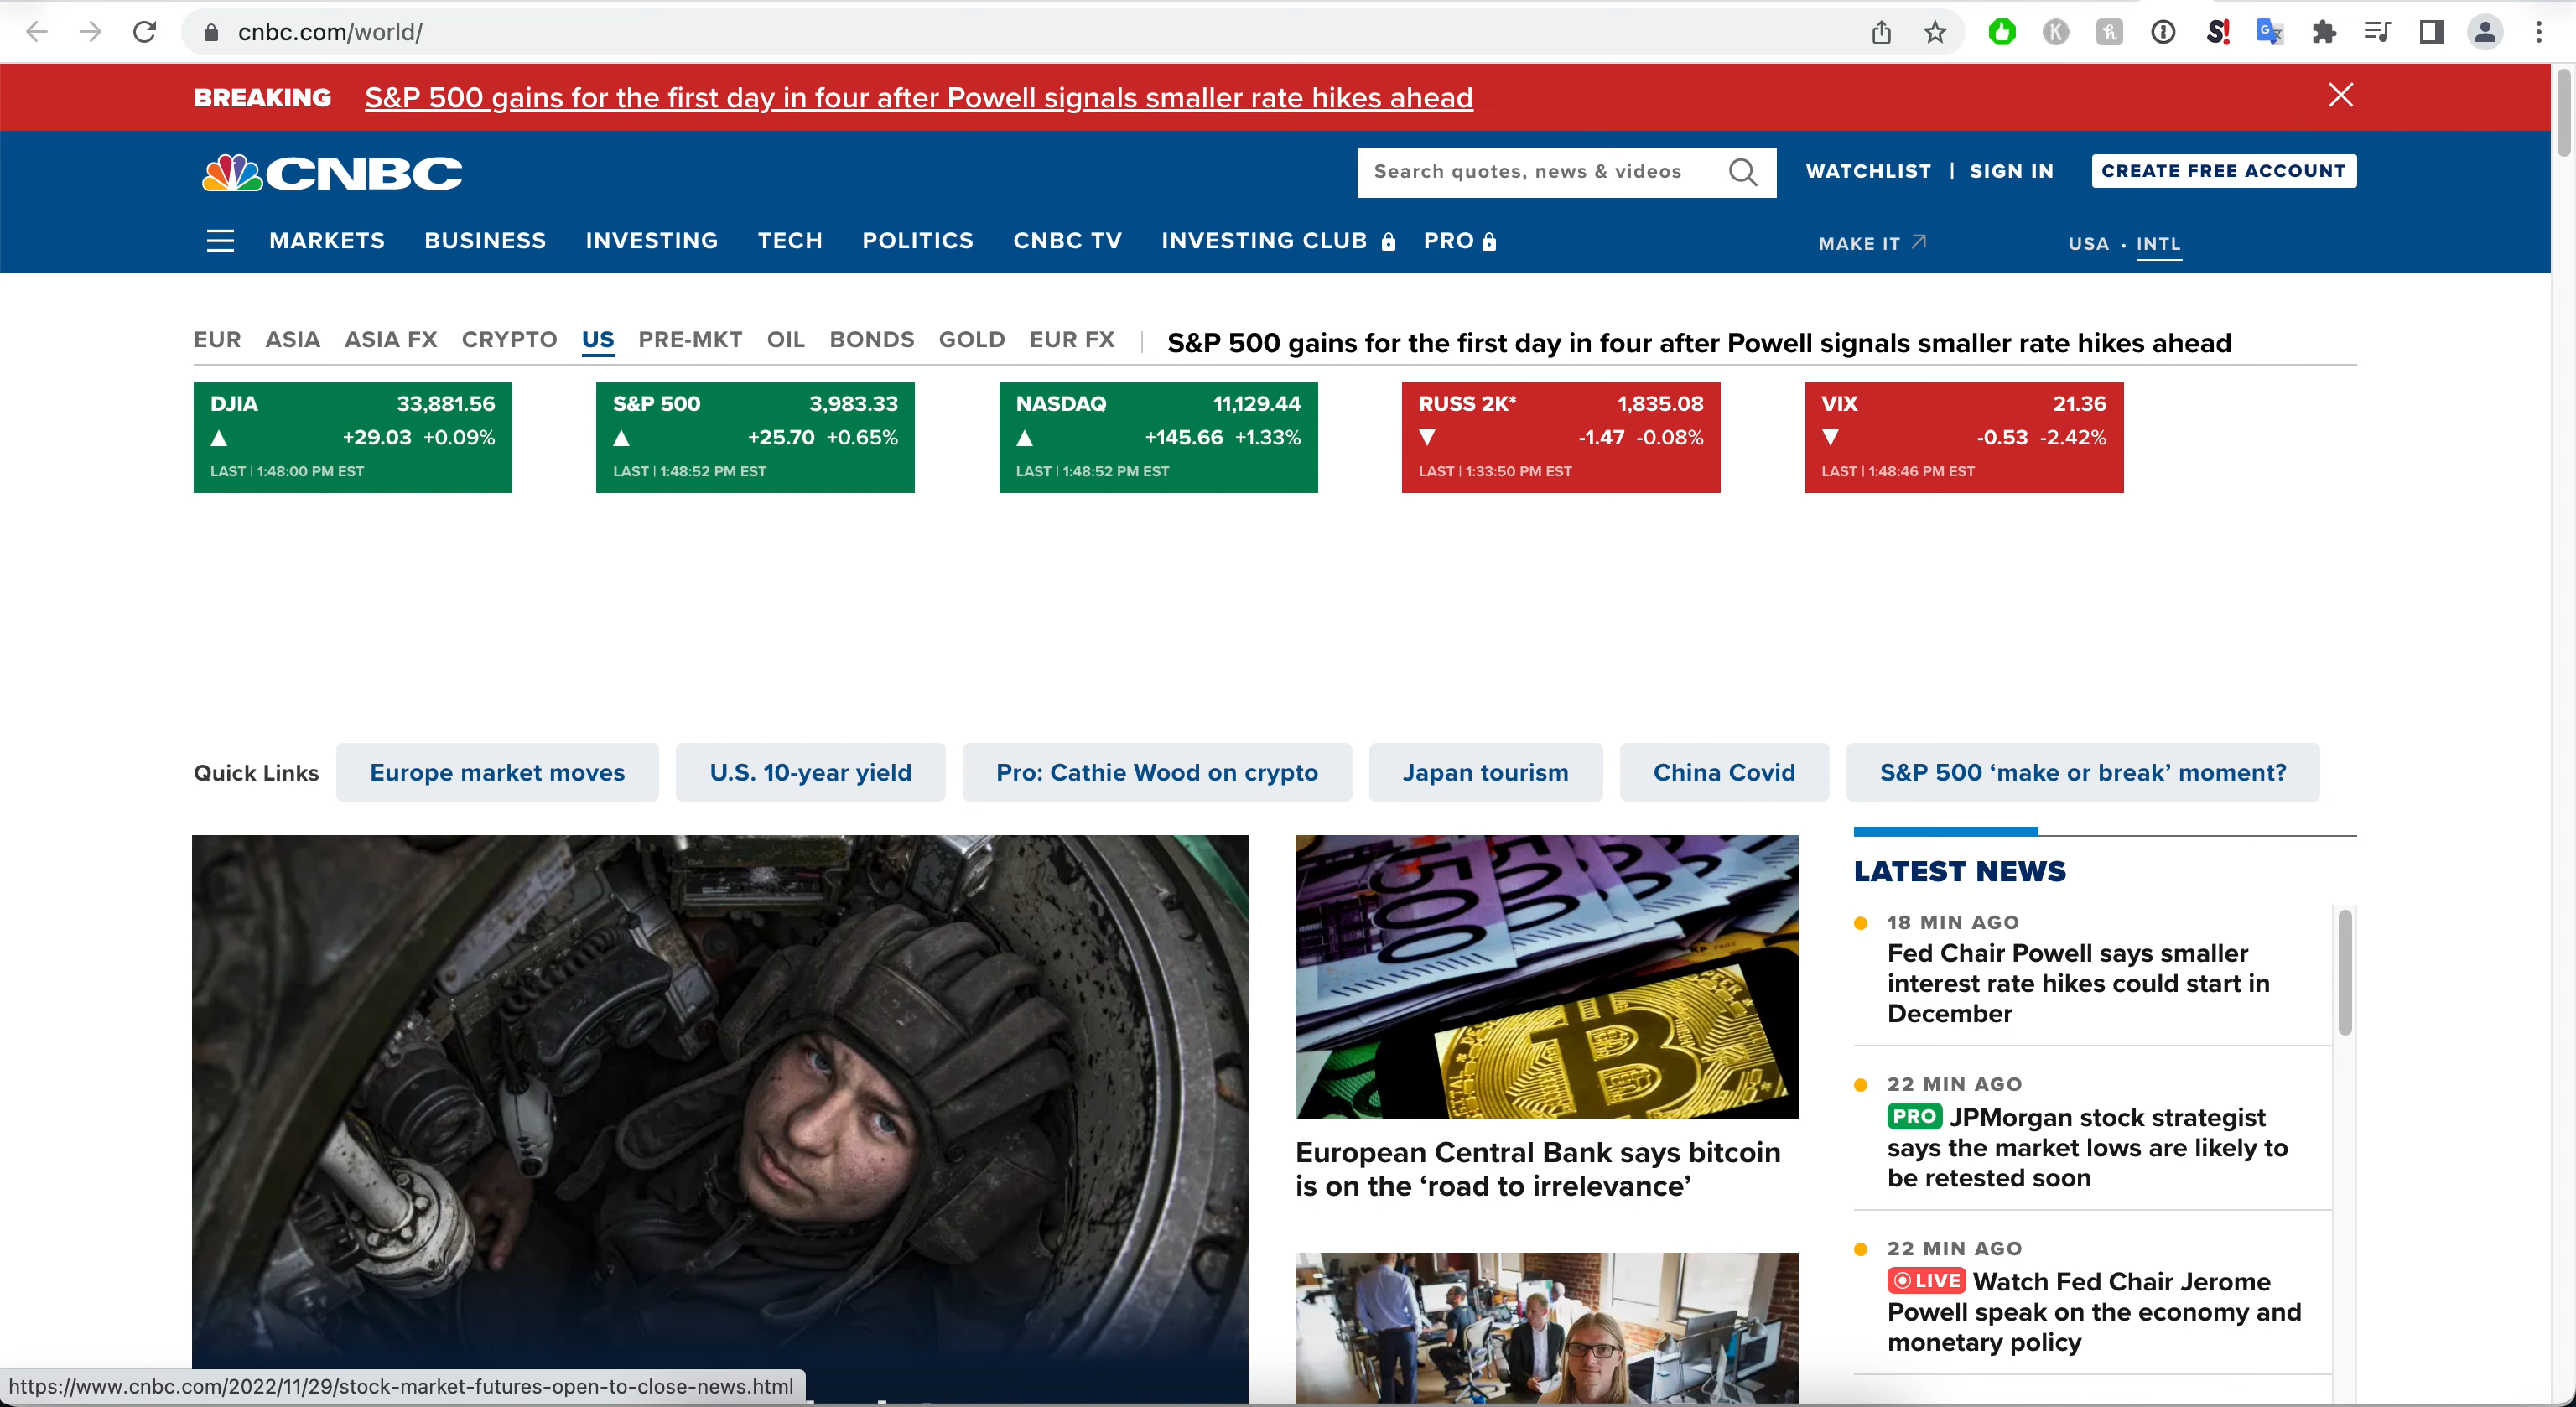 cnbc.com/world/
BREAKING S&P 500 gains for the first day in four after Powell signals smaller rate hikes ahead
CNBC
Search quotes, news & videos
WATCHLIST | SIGN IN
CREATE FREE ACCOUNT
MARKETS BUSINESS INVESTING TECH POLITICS CNBC TV INVESTING CLUB PRO
MAKE IT
USA • INTL
EUR ASIA ASIA FX CRYPTO US PRE-MKT OIL BONDS GOLD EUR FX
S&P 500 gains for the first day in four after Powell signals smaller rate hikes ahead
DJIA 33,881.56
+29.03 +0.09%
LAST | 1:48:00 PM EST
S&P 500 3,983.33
+25.70 +0.65%
LAST | 1:48:52 PM EST
NASDAQ 11,129.44
+145.66 +1.33%
LAST | 1:48:52 PM EST
RUSS 2K* 1,835.08
-1.47 -0.08%
LAST | 1:33:50 PM EST
VIX 21.36
-0.53 -2.42%
LAST | 1:48:46 PM EST
Quick Links
Europe market moves
U.S. 10-year yield
Pro: Cathie Wood on crypto
Japan tourism
China Covid
S&P 500 ‘make or break’ moment?
500
European Central Bank says bitcoin
is on the ‘road to irrelevance’
LATEST NEWS
18 MIN AGO
Fed Chair Powell says smaller
interest rate hikes could start in
December
22 MIN AGO
PRO JPMorgan stock strategist
says the market lows are likely to
be retested soon
22 MIN AGO
LIVE Watch Fed Chair Jerome
Powell speak on the economy and
monetary policy
https://www.cnbc.com/2022/11/29/stock-market-futures-open-to-close-news.html